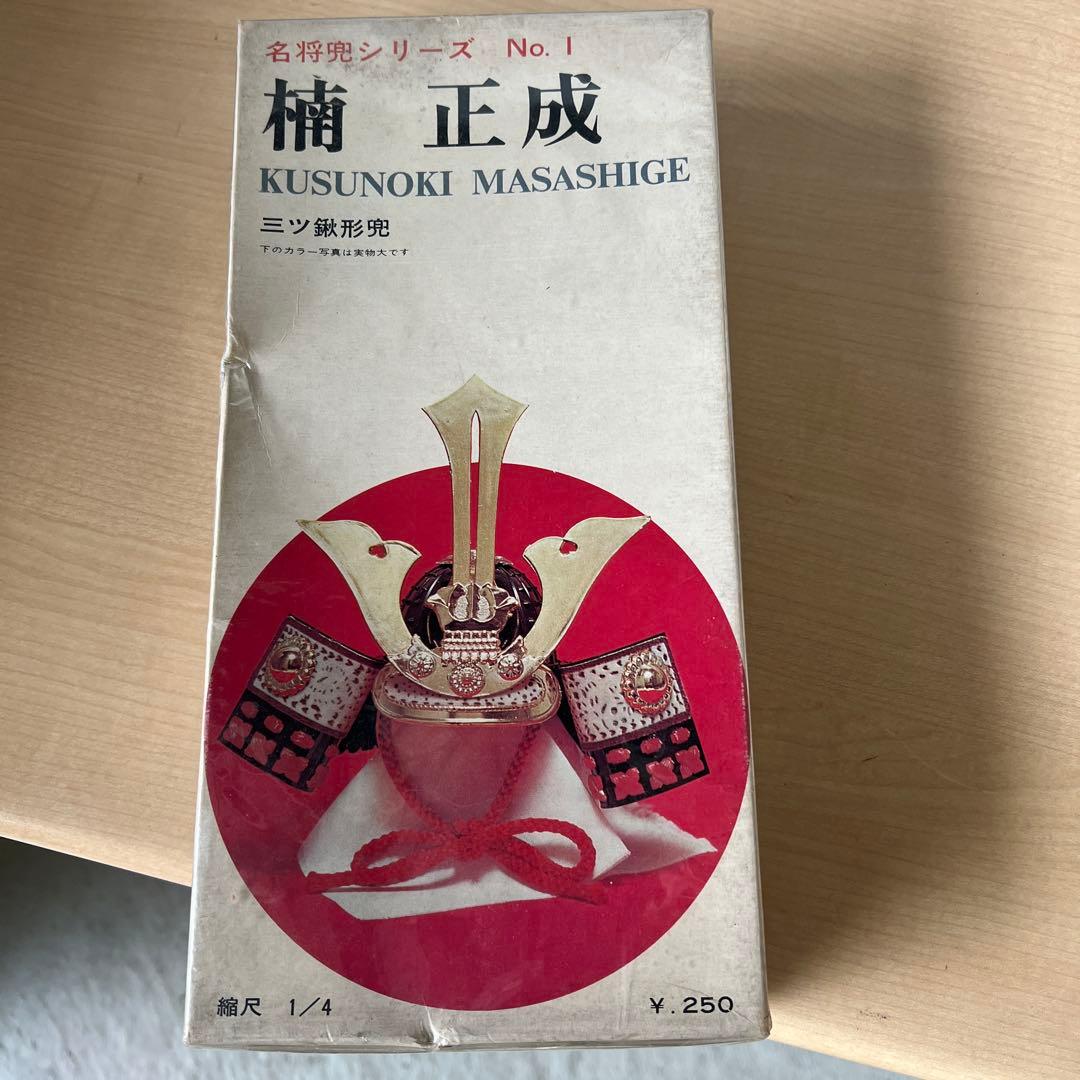 名将兜シリーズ No. 1
楠 正成
KUSUNOKI MASASHIGE
三ツ鍬形兜
下のカラー写真は実物大です
縮尺 1/4
¥.250